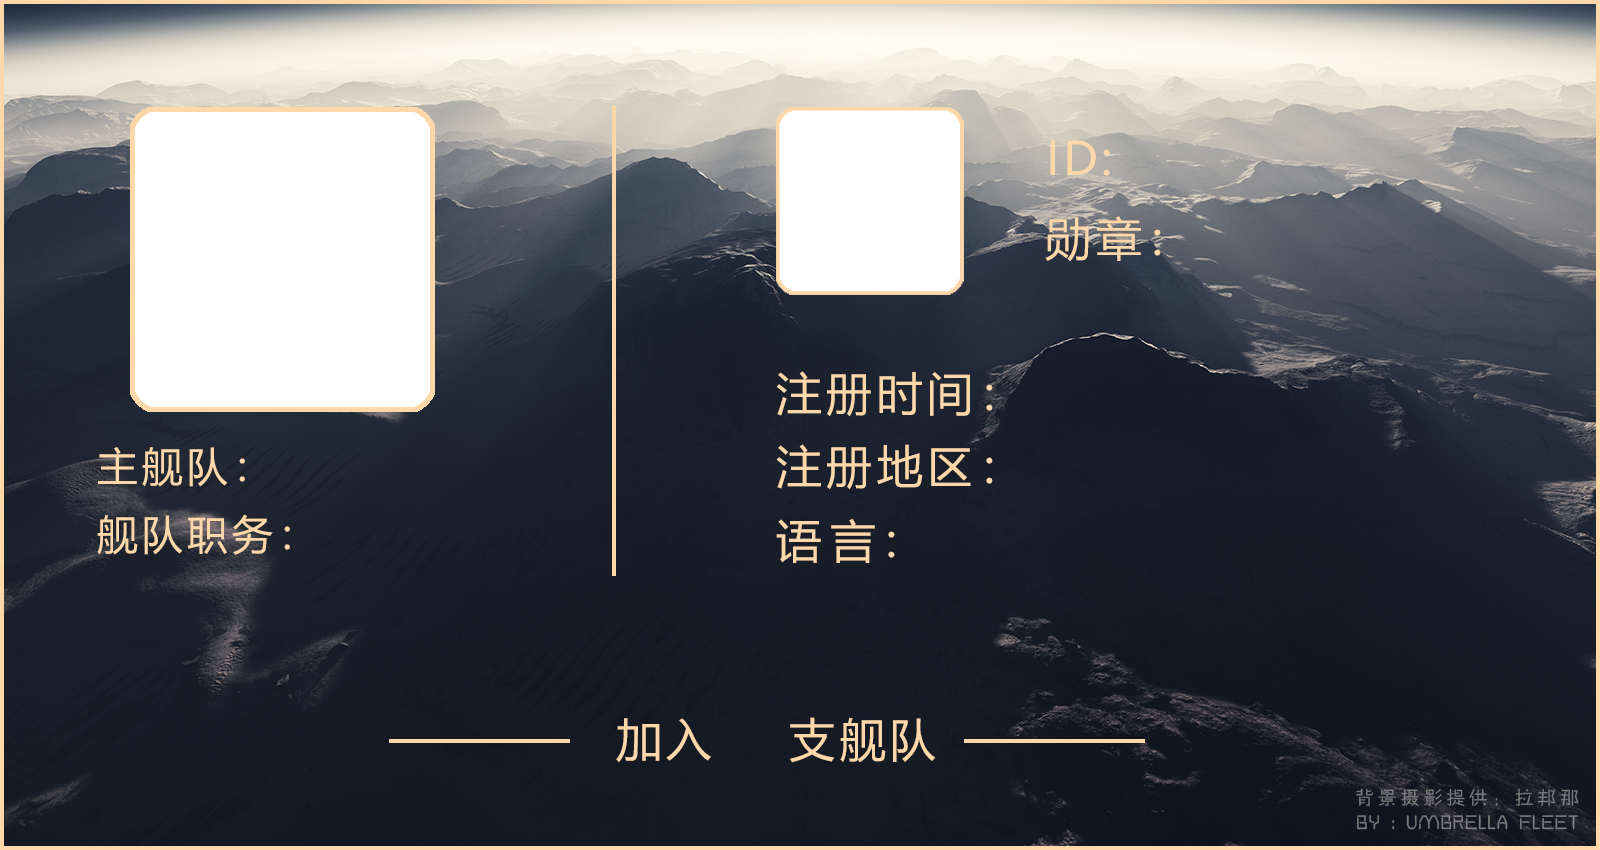 主舰队：
舰队职务：
ID:
勋章：
注册时间：
注册地区：
语言：
加入 支舰队
背景摄影提供：拉邦那
BY : UMBRELLA FLEET